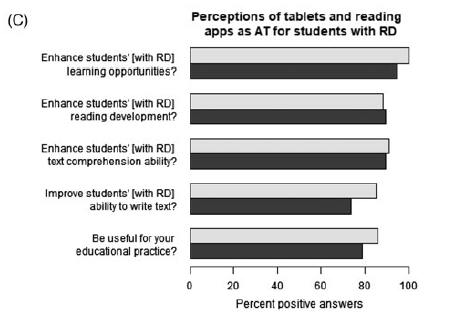 (C)
Perceptions of tablets and reading
apps as AT for students with RD
Enhance students' [with RD]
learning opportunities?
Enhance students' [with RD]
reading development?
Enhance students' [with RD]
text comprehension ability?
Improve students' [with RD]
ability to write text?
Be useful for your
educational practice?
0 20 40 60 80 100
Percent positive answers